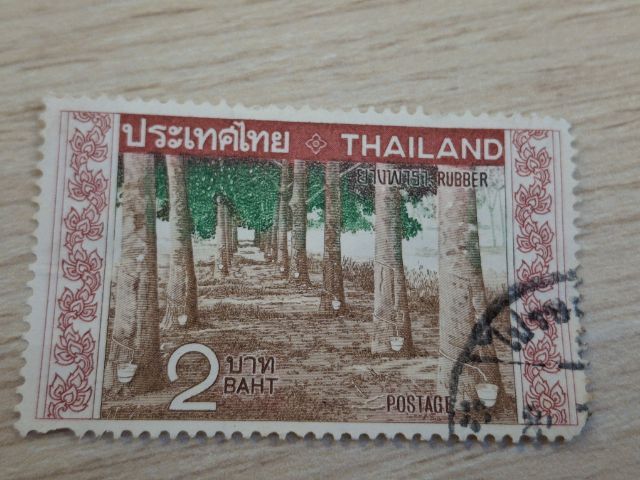 ประเทศไทย THAILAND
ยางพารา RUBBER
2 บาท
BAHT
POSTAGE